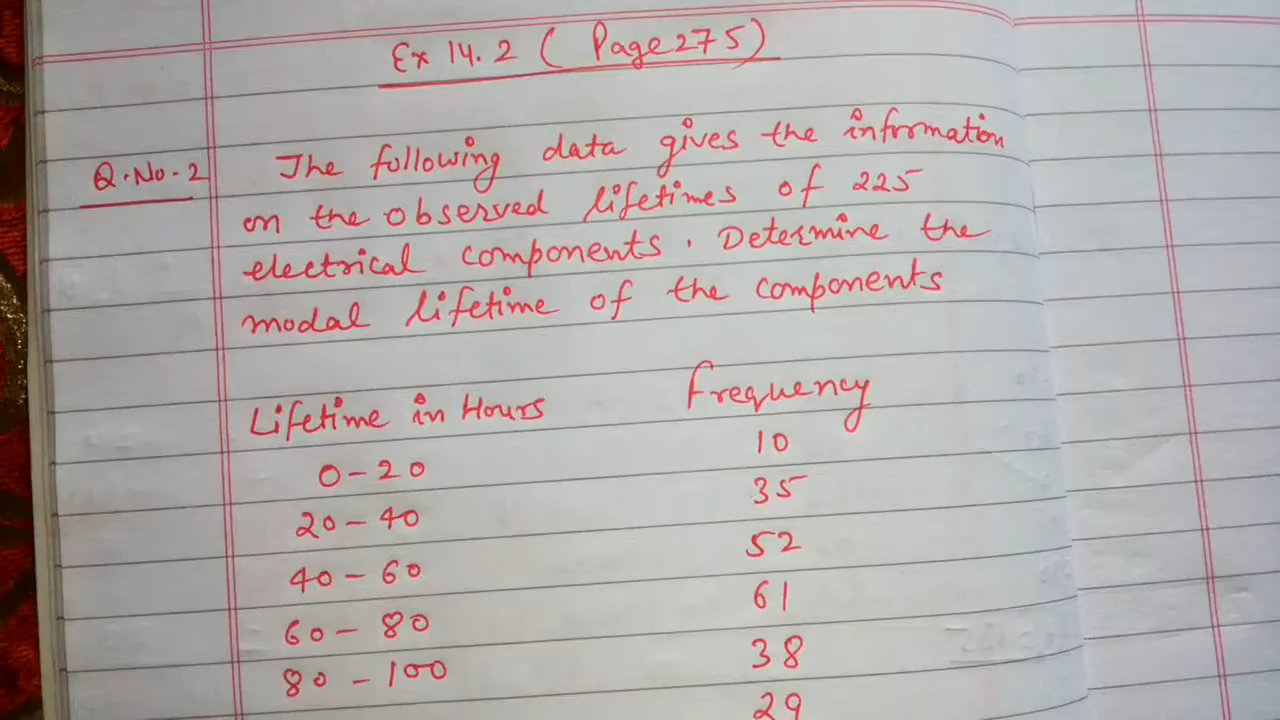 Ex 14.2 ( Page 275)
Q.No.2 The following data gives the infromation
on the observed lifetimes of 225
electrical components. Determine the
modal lifetime of the components
Lifetime in Hours Frequency
0-20 10
20-40 35
40-60 52
60-80 61
80-100 38
29